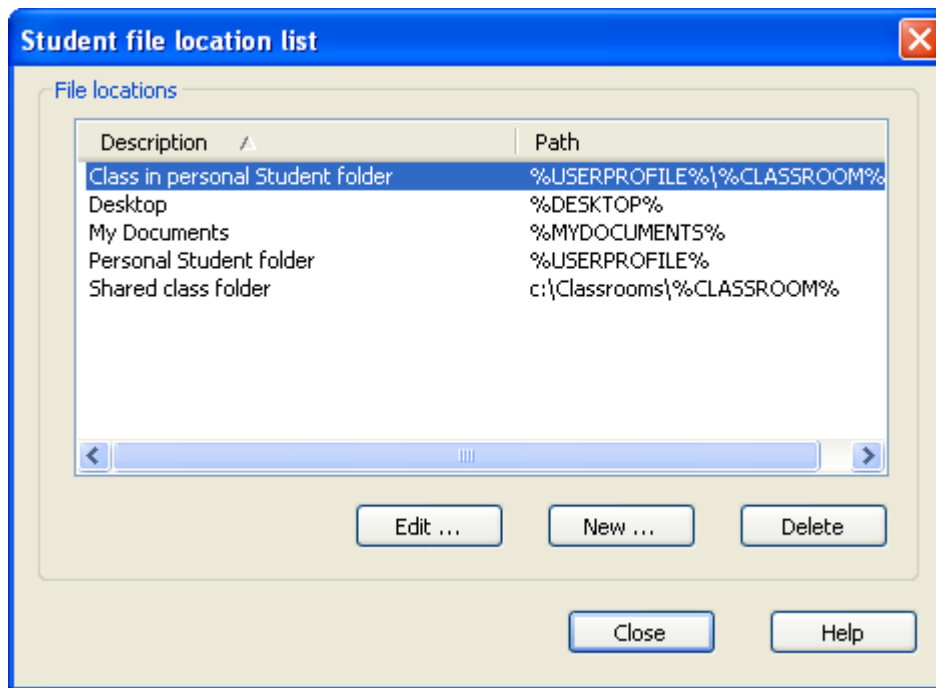 Student file location list
File locations
Description Path
Class in personal Student folder %USERPROFILE%\%CLASSROOM%
Desktop %DESKTOP%
My Documents %MYDOCUMENTS%
Personal Student folder %USERPROFILE%
Shared class folder c:\Classrooms\%CLASSROOM%
Edit ... New ... Delete
Close Help